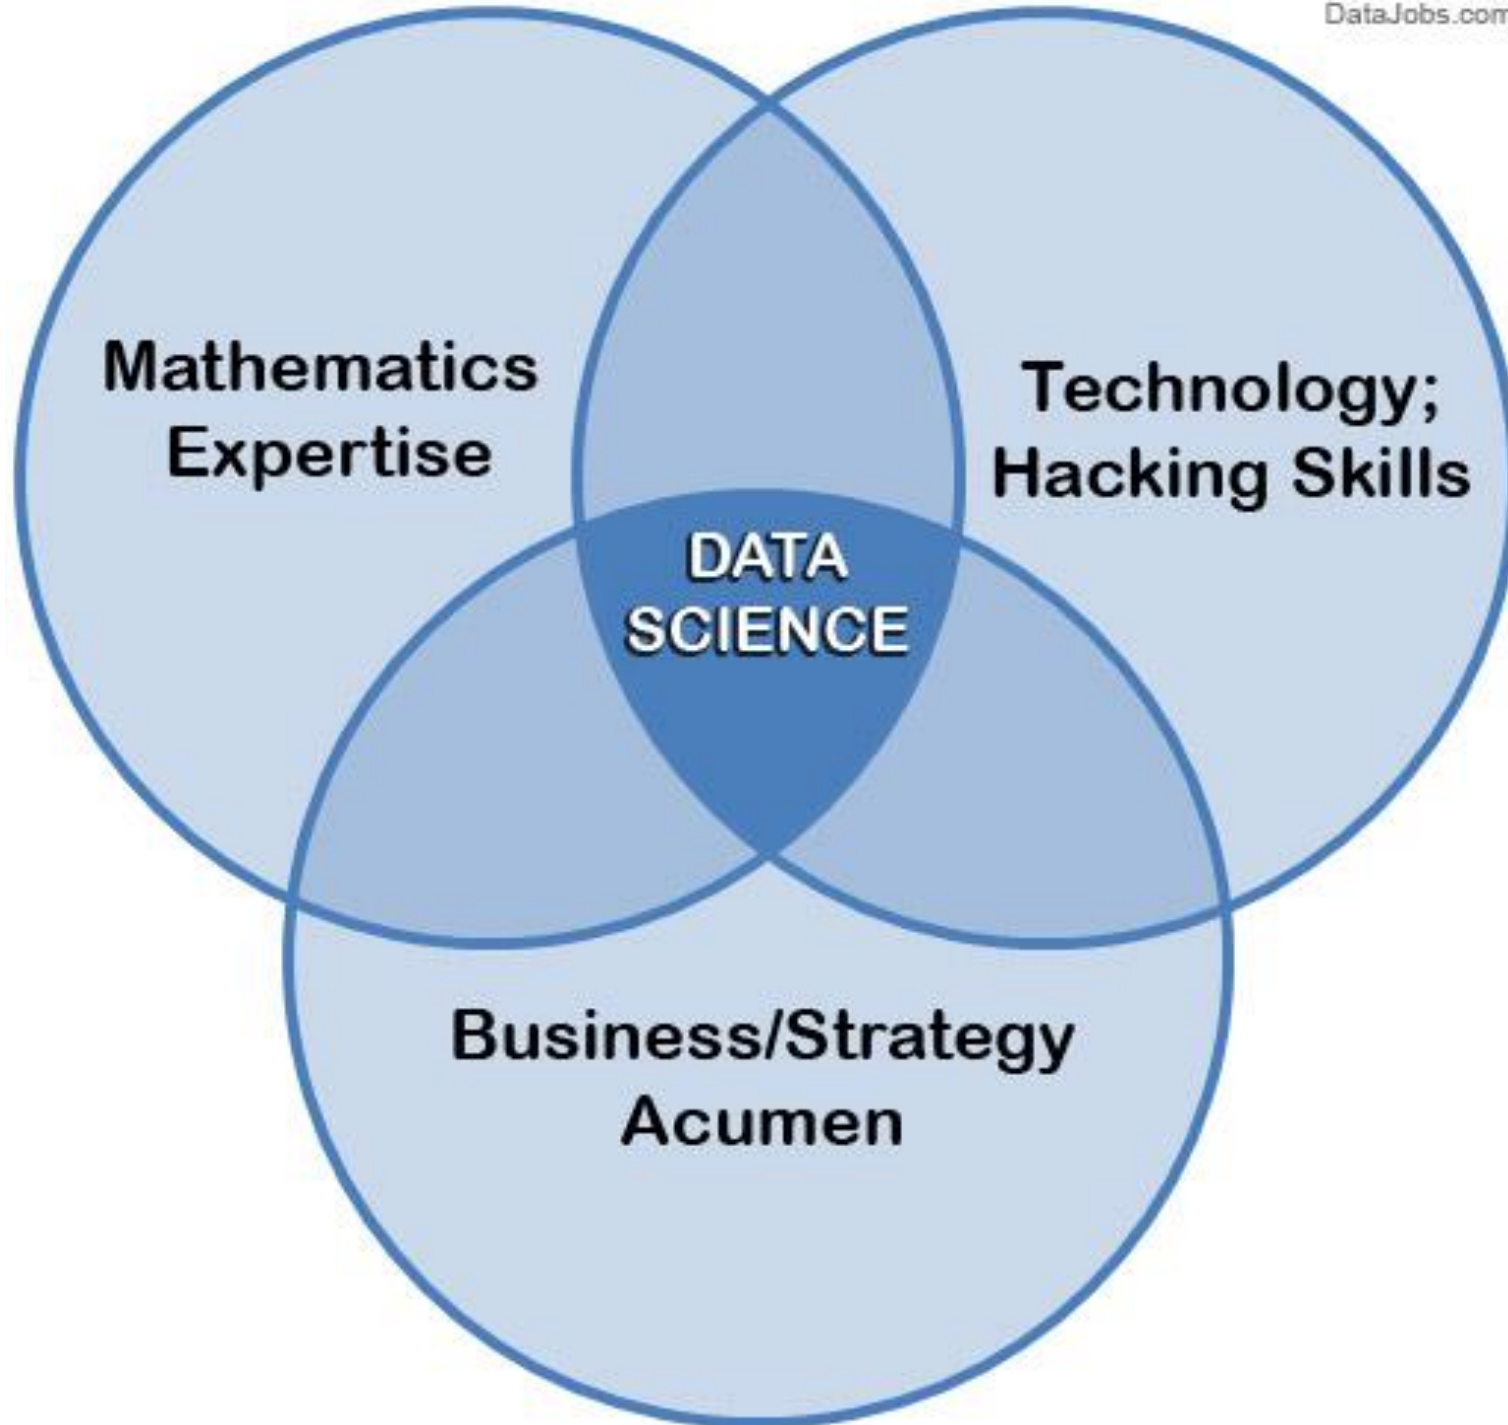 DataJobs.com
Mathematics
Expertise
Technology;
Hacking Skills
DATA
SCIENCE
Business/Strategy
Acumen